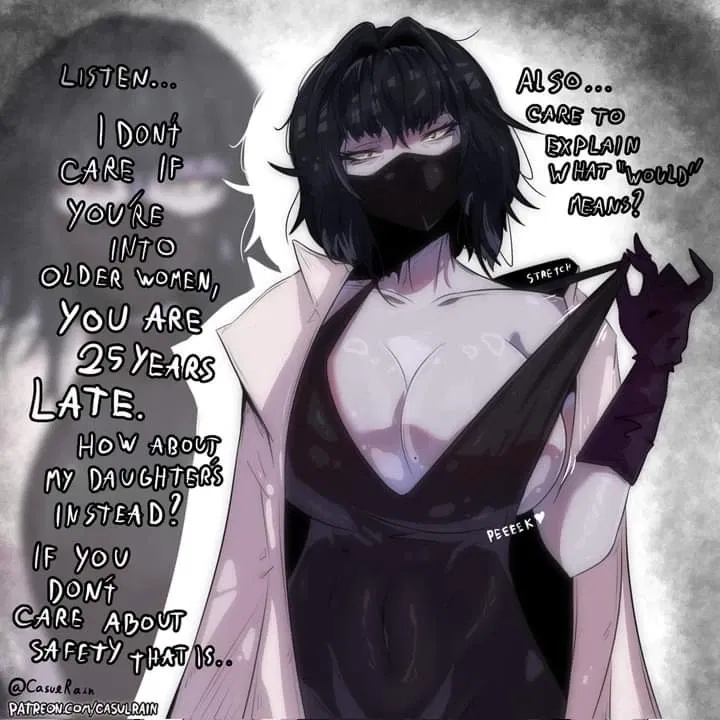 LISTEN...
I DON'T
CARE IF
YOU'RE
INTO
OLDER WOMEN,
YOU ARE
25 YEARS
LATE.
HOW ABOUT
MY DAUGHTER'S
INSTEAD?
IF YOU
DON'T
CARE ABOUT
SAFETY THAT IS..
ALSO...
CARE TO
EXPLAIN
WHAT "WOULD"
MEANS?
STRETCH
PEEEEK♥
@CasulRain
PATREON.COM/CASULRAIN